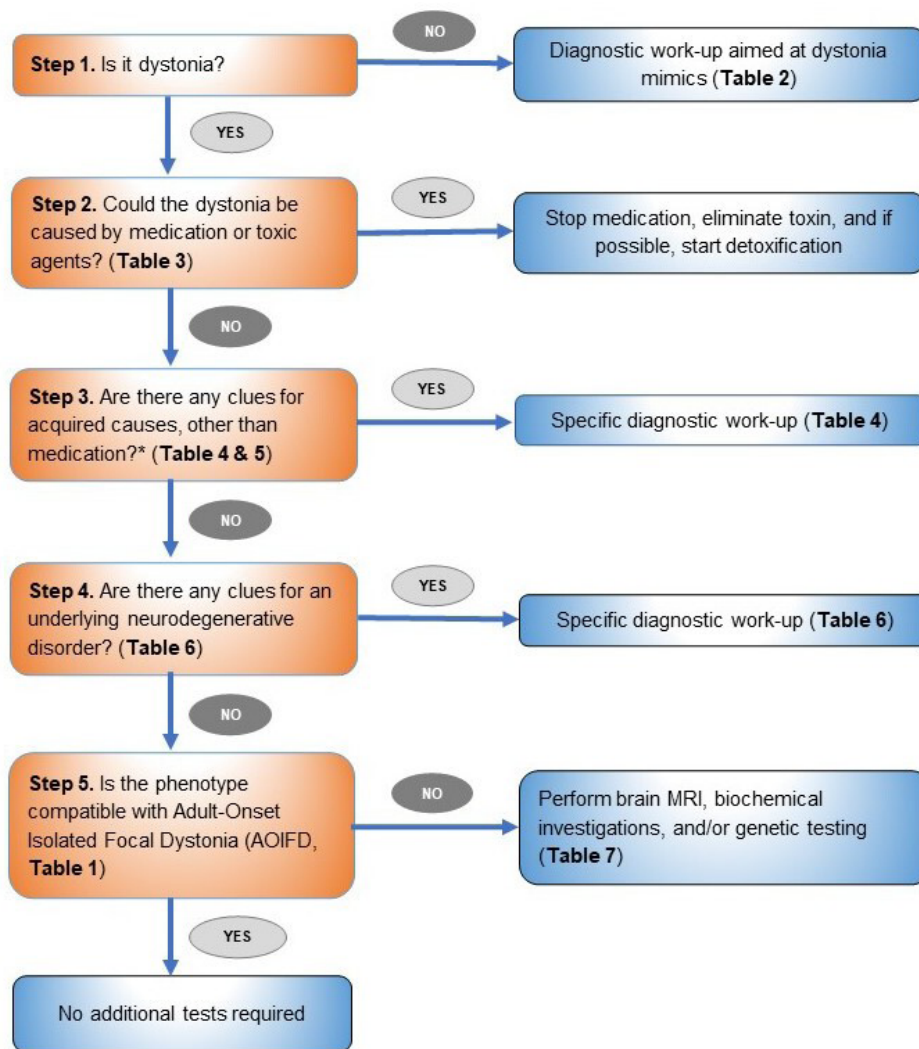 Step 1. Is it dystonia?
NO
Diagnostic work-up aimed at dystonia
mimics (Table 2)
YES
Step 2. Could the dystonia be
caused by medication or toxic
agents? (Table 3)
YES
Stop medication, eliminate toxin, and if
possible, start detoxification
NO
Step 3. Are there any clues for
acquired causes, other than
medication?* (Table 4 & 5)
YES
Specific diagnostic work-up (Table 4)
NO
Step 4. Are there any clues for an
underlying neurodegenerative
disorder? (Table 6)
YES
Specific diagnostic work-up (Table 6)
NO
Step 5. Is the phenotype
compatible with Adult-Onset
Isolated Focal Dystonia (AOIFD,
Table 1)
NO
Perform brain MRI, biochemical
investigations, and/or genetic testing
(Table 7)
YES
No additional tests required